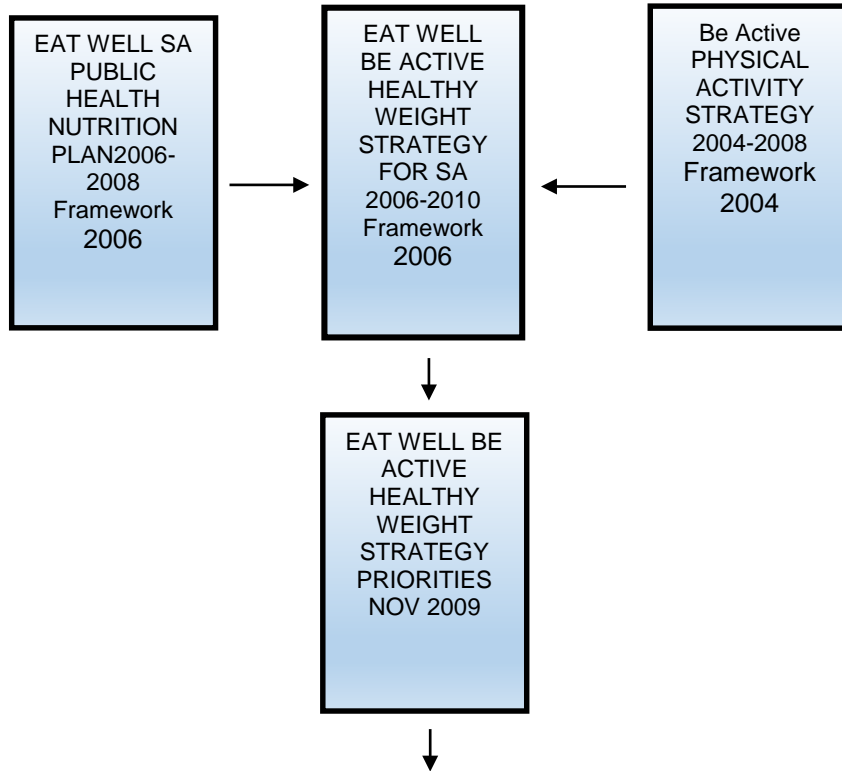 EAT WELL SA
PUBLIC
HEALTH
NUTRITION
PLAN2006-
2008
Framework
2006
EAT WELL
BE ACTIVE
HEALTHY
WEIGHT
STRATEGY
FOR SA
2006-2010
Framework
2006
Be Active
PHYSICAL
ACTIVITY
STRATEGY
2004-2008
Framework
2004
EAT WELL BE
ACTIVE
HEALTHY
WEIGHT
STRATEGY
PRIORITIES
NOV 2009